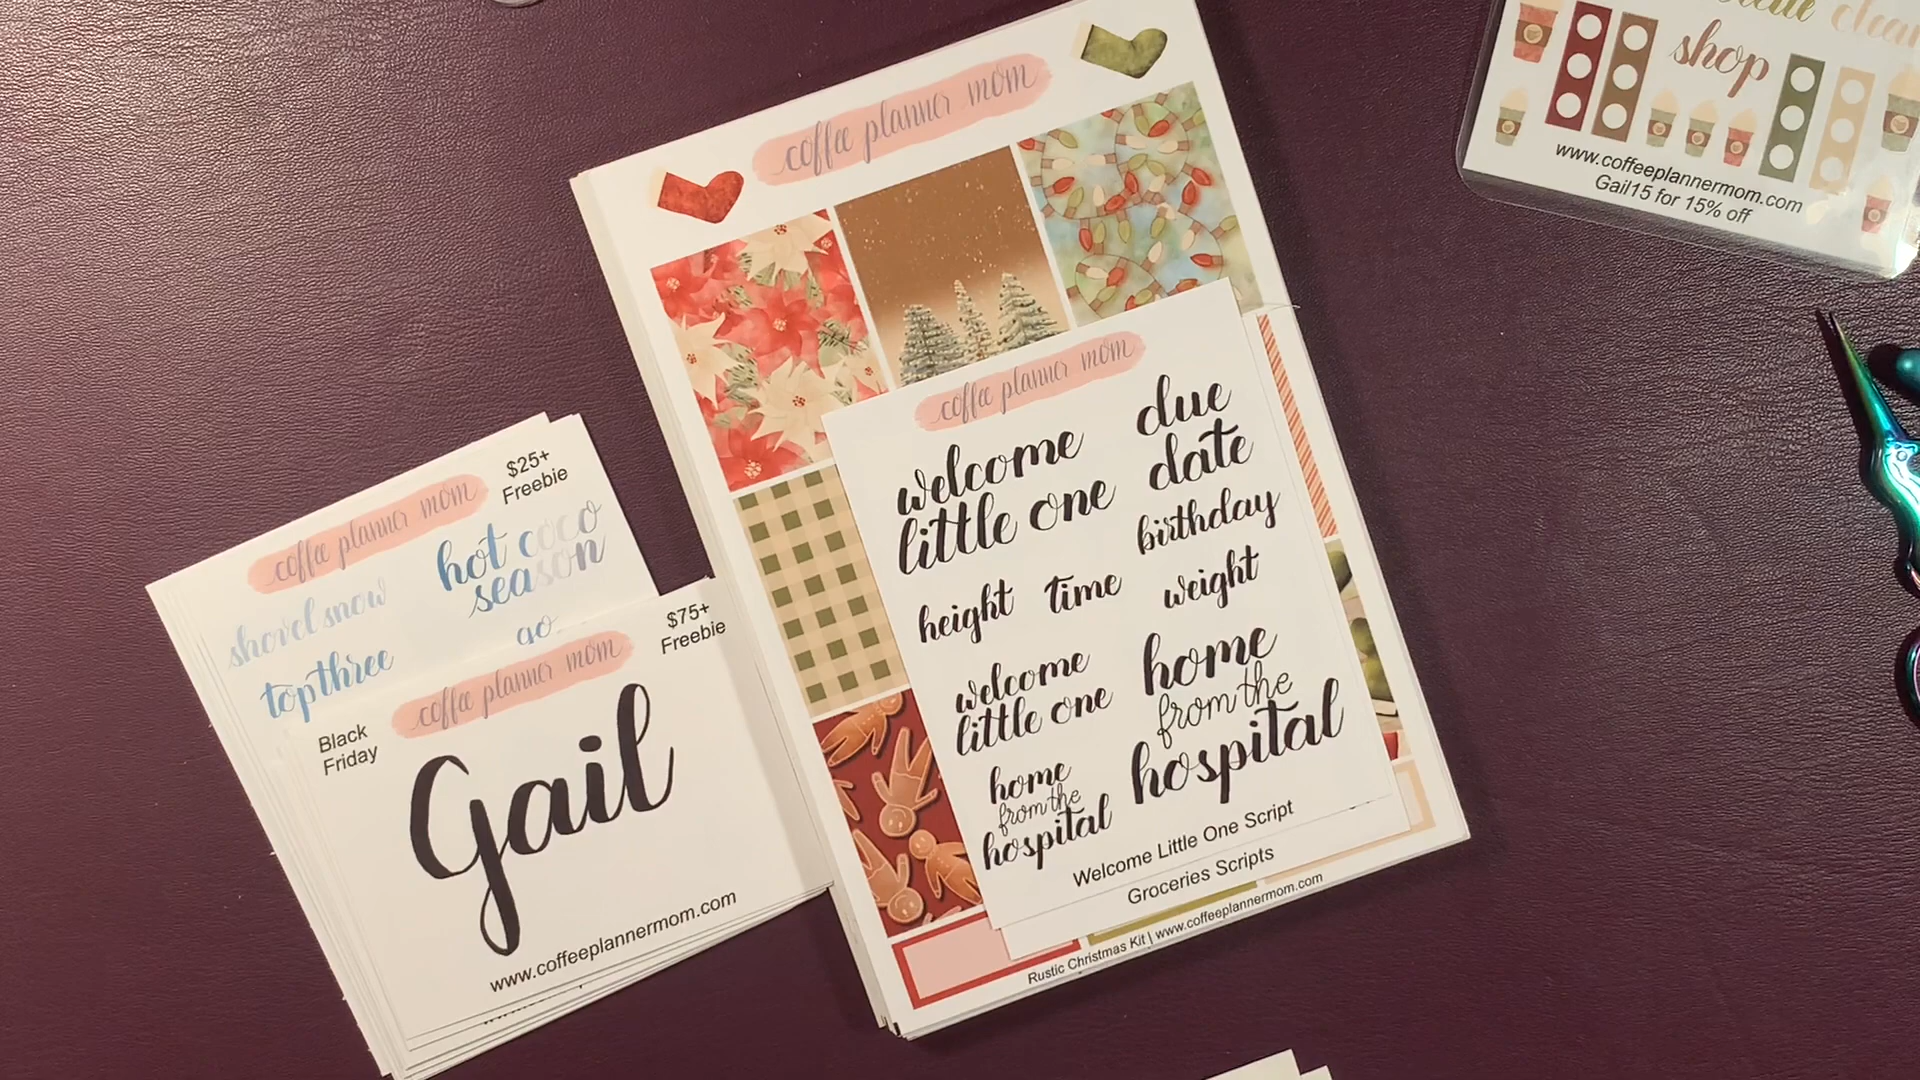 coffee planner mom
shop
www.coffeeplannermom.com
Gail15 for 15% off
coffee planner mom
welcome
little one
due
date
birthday
height time weight
welcome
little one
home
from the
hospital
home
from the
hospital
Welcome Little One Script
Groceries Scripts
Rustic Christmas Kit | www.coffeeplannermom.com
$25+
Freebie
coffee planner mom
hot coco
season
shovel snow
go
top three
$75+
Freebie
coffee planner mom
Black
Friday
Gail
www.coffeeplannermom.com